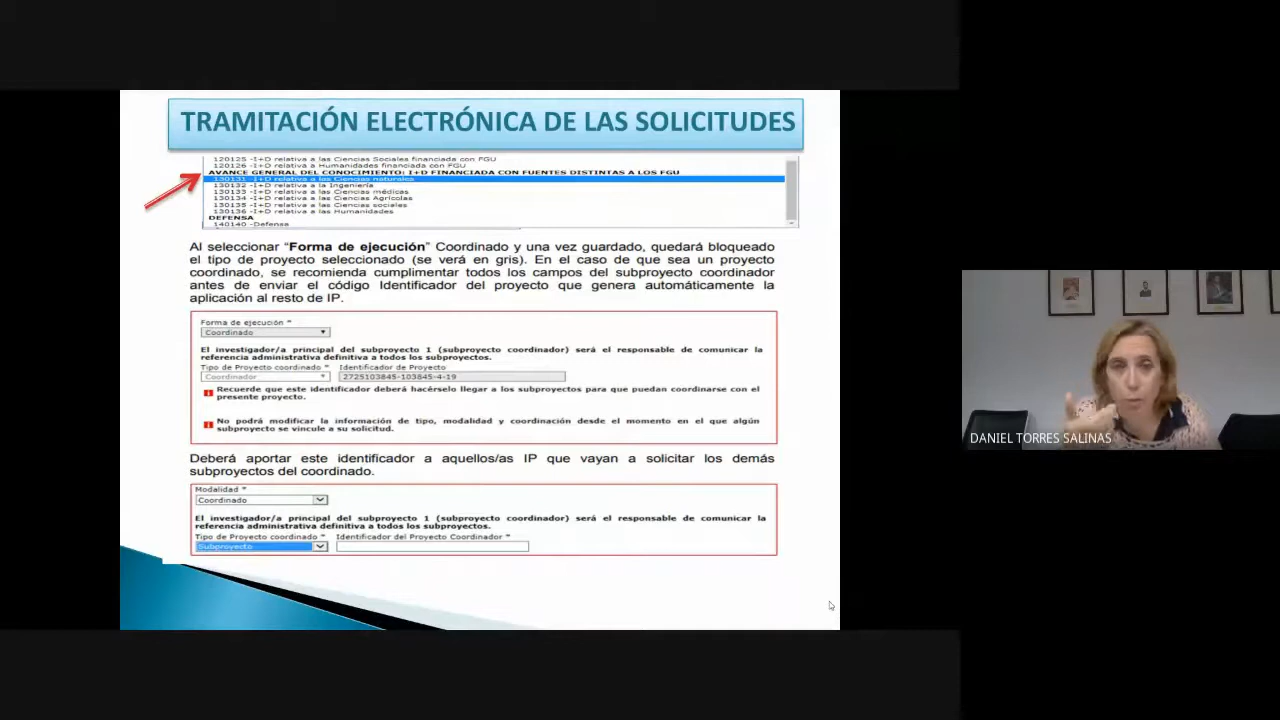 TRAMITACIÓN ELECTRÓNICA DE LAS SOLICITUDES
120125 -I+D relativa a las Ciencias Sociales financiada con FGU
120126 -I+D relativa a Humanidades financiada con FGU
AVANCE GENERAL DEL CONOCIMIENTO: I+D FINANCIADA CON FUENTES DISTINTAS A LOS FGU
130131 -I+D relativa a las Ciencias naturales
130132 -I+D relativa a la Ingeniería
130133 -I+D relativa a las Ciencias médicas
130134 -I+D relativa a las Ciencias Agrícolas
130135 -I+D relativa a las Ciencias sociales
130136 -I+D relativa a las Humanidades
DEFENSA
140140 -Defensa
Al seleccionar “Forma de ejecución” Coordinado y una vez guardado, quedará bloqueado
el tipo de proyecto seleccionado (se verá en gris). En el caso de que sea un proyecto
coordinado, se recomienda cumplimentar todos los campos del subproyecto coordinador
antes de enviar el código Identificador del proyecto que genera automáticamente la
aplicación al resto de IP.
Forma de ejecución *
Coordinado
El investigador/a principal del subproyecto 1 (subproyecto coordinador) será el responsable de comunicar la
referencia administrativa definitiva a todos los subproyectos.
Tipo de Proyecto coordinado * Identificador de Proyecto
Coordinador 2725103845-103845-4-19
Recuerde que este identificador deberá hacérselo llegar a los subproyectos para que puedan coordinarse con el
presente proyecto.
No podrá modificar la información de tipo, modalidad y coordinación desde el momento en el que algún
subproyecto se vincule a su solicitud.
Deberá aportar este identificador a aquellos/as IP que vayan a solicitar los demás
subproyectos del coordinado.
Modalidad *
Coordinado
El investigador/a principal del subproyecto 1 (subproyecto coordinador) será el responsable de comunicar la
referencia administrativa definitiva a todos los subproyectos.
Tipo de Proyecto coordinado * Identificador del Proyecto Coordinador *
Subproyecto
DANIEL TORRES SALINAS